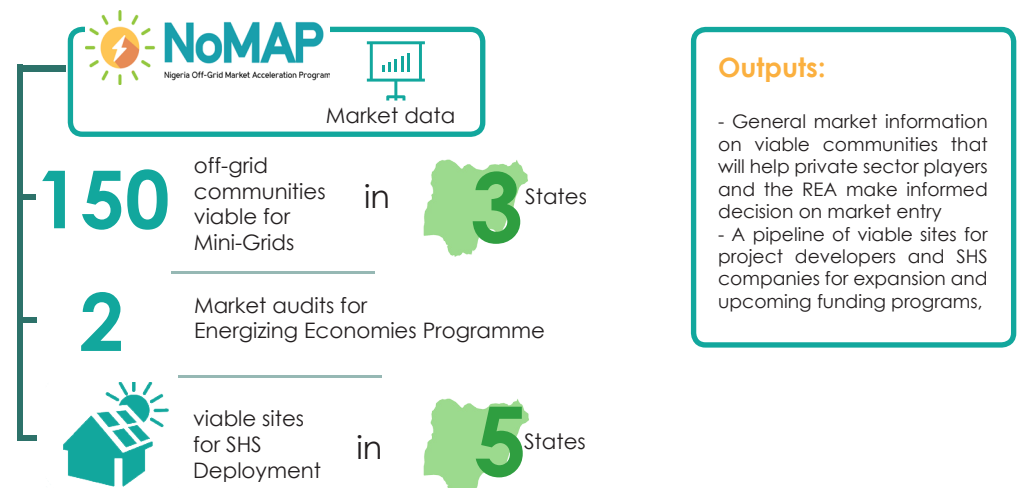 NoMAP
Nigeria Off-Grid Market Acceleration Program
Market data
150
off-grid
communities
viable for
Mini-Grids
in
3
States
2
Market audits for
Energizing Economies Programme
viable sites
for SHS
Deployment
in
5
States
Outputs:
- General market information
on viable communities that
will help private sector players
and the REA make informed
decision on market entry
- A pipeline of viable sites for
project developers and SHS
companies for expansion and
upcoming funding programs,